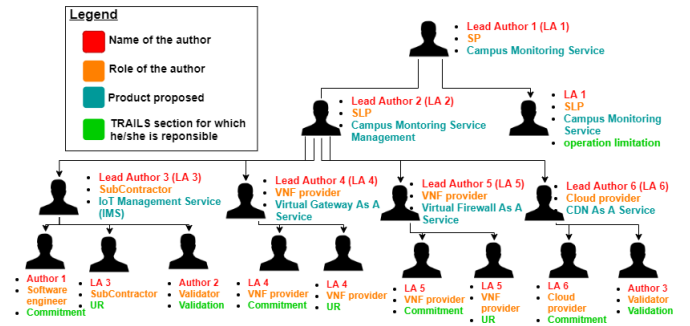 Legend
Name of the author
Role of the author
Product proposed
TRAILS section for which
he/she is reponsible
Lead Author 1 (LA 1)
SP
Campus Monitoring Service
Lead Author 2 (LA 2)
SLP
Campus Montoring Service
Management
LA 1
SLP
Campus Montoring
Service
operation limitation
Lead Author 3 (LA 3)
SubContractor
IoT Management Service
(IMS)
Lead Author 4 (LA 4)
VNF provider
Virtual Gateway As A
Service
Lead Author 5 (LA 5)
VNF provider
Virtual Firewall As A
Service
Lead Author 6 (LA 6)
Cloud provider
CDN As A Service
Author 1
Software
engineer
Commitment
LA 3
SubContractor
UR
Author 2
Validator
Validation
LA 4
VNF provider
Commitment
LA 4
VNF provider
UR
LA 5
VNF provider
Commitment
LA 5
VNF
provider
UR
LA 6
Cloud
provider
Commitment
Author 3
Validator
Validation